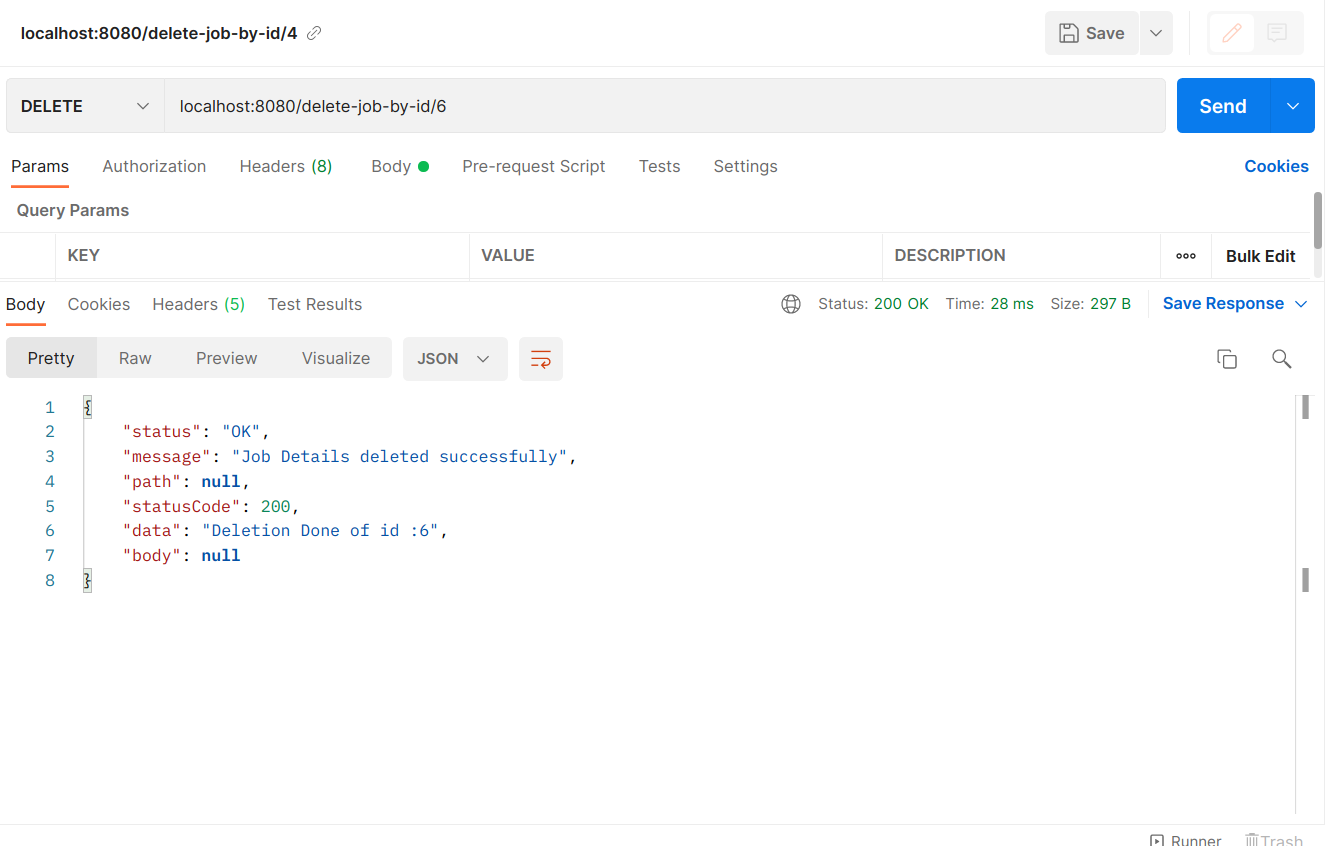 localhost:8080/delete-job-by-id/4 Save
DELETE localhost:8080/delete-job-by-id/6 Send
Params Authorization Headers (8) Body Pre-request Script Tests Settings Cookies
Query Params
KEY VALUE DESCRIPTION Bulk Edit
Body Cookies Headers (5) Test Results Status: 200 OK Time: 28 ms Size: 297 B Save Response
Pretty Raw Preview Visualize JSON
1 {
2 "status": "OK",
3 "message": "Job Details deleted successfully",
4 "path": null,
5 "statusCode": 200,
6 "data": "Deletion Done of id :6",
7 "body": null
8 }
Runner Trash